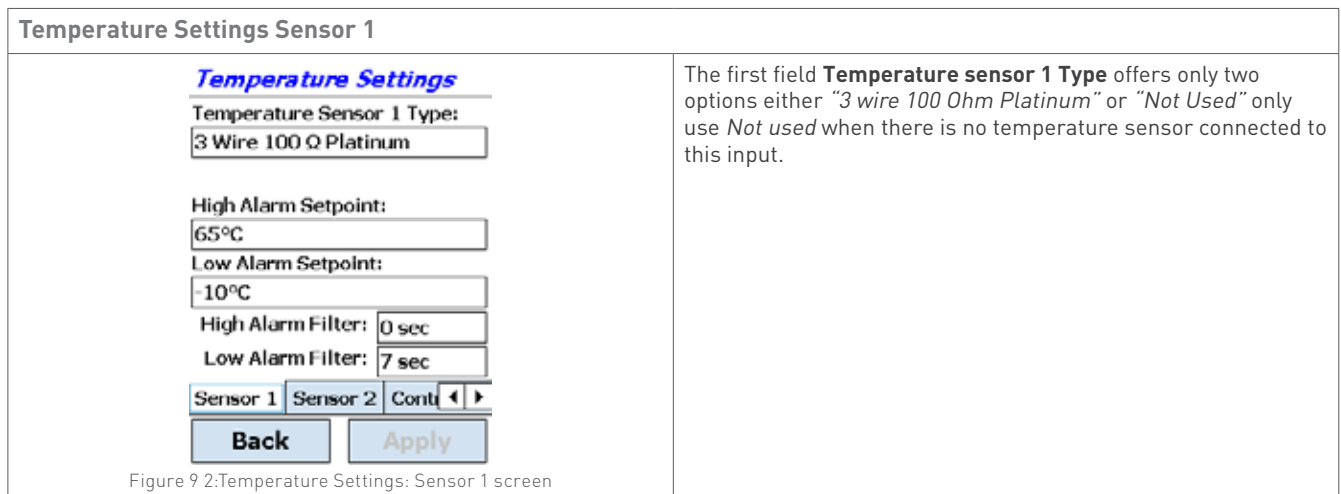 Temperature Settings Sensor 1
Temperature Settings
Temperature Sensor 1 Type:
3 Wire 100 Ω Platinum
High Alarm Setpoint:
65°C
Low Alarm Setpoint:
-10°C
High Alarm Filter: 0 sec
Low Alarm Filter: 7 sec
Sensor 1 Sensor 2 Cont
Back Apply
Figure 9 2:Temperature Settings: Sensor 1 screen
The first field Temperature sensor 1 Type offers only two
options either “3 wire 100 Ohm Platinum” or “Not Used” only
use Not used when there is no temperature sensor connected to
this input.